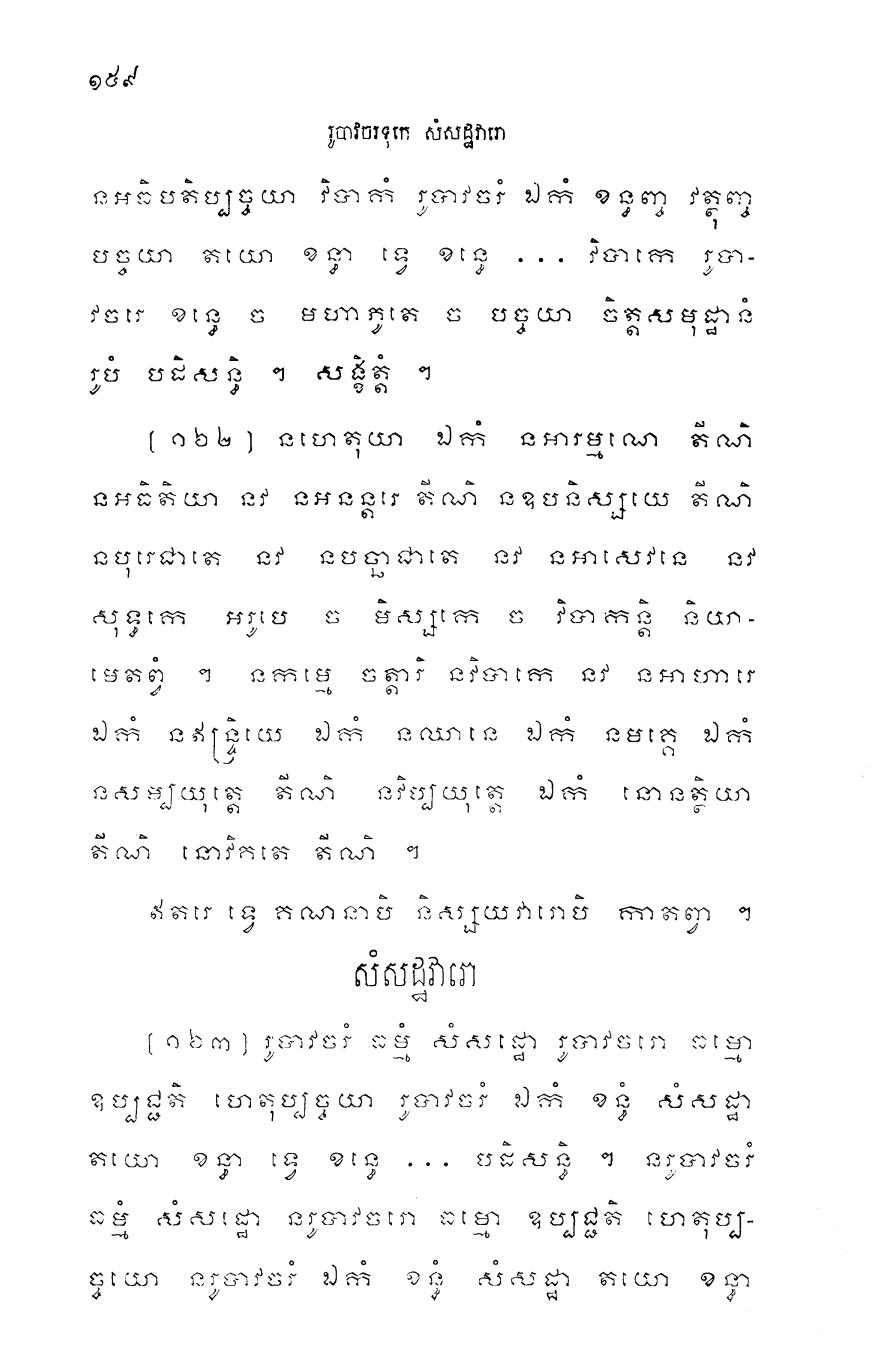 ១៥៩
រូបាវចរទុកេ សំសដ្ឋវារោ
នអធិបតិប្បច្ចយា វិបាកំ រូបាវចរំ ឯកំ ខន្ធញ្ច វត្ថុញ្ច
បច្ចយា តយោ ខន្ធា ទ្វេ ខន្ធេ ... វិបាកេ រូបា-
វចរេ ខន្ធេ ច មហាភូតេ ច បច្ចយា ចិត្តសមុដ្ឋានំ
រូបំ បដិសន្ធិ ។ សង្ខិត្តំ ។
[១៦២] នហេតុយា ឯកំ នអារម្មណេ តីណិ
នអធិតិយា នវ នអនន្តរេ តីណិ នឧបនិស្សយេ តីណិ
នបុរេជាតេ នវ នបច្ឆាជាតេ នវ នអាសេវនេ នវ
សុទ្ធកេ អរូបេ ច មិស្សកេ ច វិបាកន្តិ និយា-
មេតព្វំ ។ នកម្មេ ចត្តារិ នវិបាកេ នវ នអាហារេ
ឯកំ នឥន្ទ្រិយេ ឯកំ នឈានេ ឯកំ នមគ្គេ ឯកំ
នសម្បយុត្តេ តីណិ នវិប្បយុត្តេ ឯកំ នោនត្ថិយា
តីណិ នោវិគតេ តីណិ ។
ឥតរេ ទ្វេ គណនាបិ និស្សយវារោបិ កាតព្វា ។
សំសដ្ឋវារោ
[១៦៣] រូបាវចរំ ធម្មំ សំសដ្ឋោ រូបាវចរោ ធម្មោ
ឧប្បជ្ជតិ ហេតុប្បច្ចយា រូបាវចរំ ឯកំ ខន្ធំ សំសដ្ឋា
តយោ ខន្ធា ទ្វេ ខន្ធេ ... បដិសន្ធិ ។ នរូបាវចរំ
ធម្មំ សំសដ្ឋោ នរូបាវចរោ ធម្មោ ឧប្បជ្ជតិ ហេតុប្ប-
ច្ចយោ នរូបាវចរំ ឯកំ ខន្ធំ សំសដ្ឋា តយោ ខន្ធា